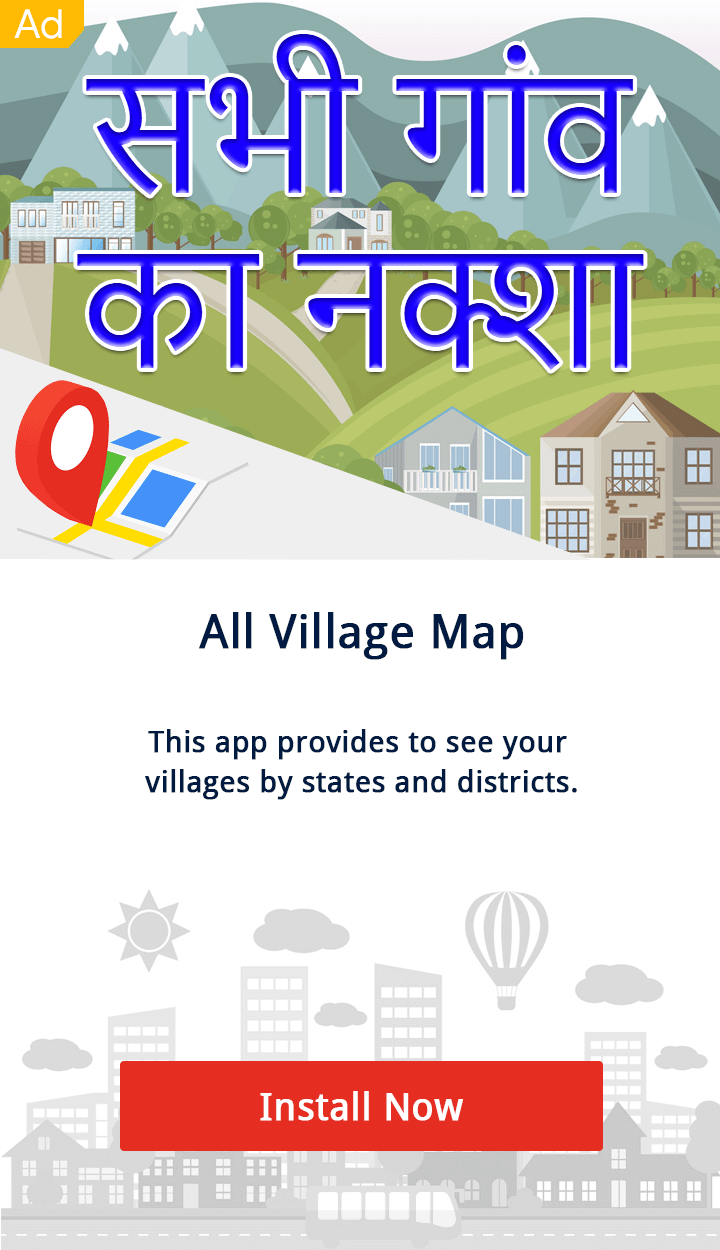 Ad
सभी गांव
का नक्शा
All Village Map
This app provides to see your
villages by states and districts.
Install Now